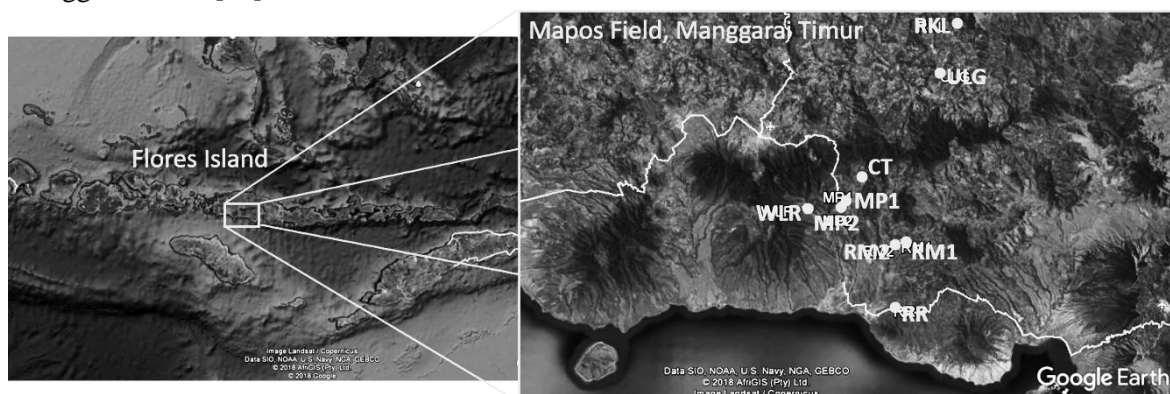 Flores Island
Image Landsat / Copernicus
Data SIO, NOAA, U.S. Navy, NGA, GEBCO
© 2018 AfriGIS (Pty) Ltd.
© 2018 Google
Mapos Field, Manggarai Timur
RKL
ULG
CT
MP1
WLR
MP2
RM2
RM1
RR
Data SIO, NOAA, U.S. Navy, NGA, GEBCO
© 2018 AfriGIS (Pty) Ltd.
Image Landsat / Copernicus
Google Earth